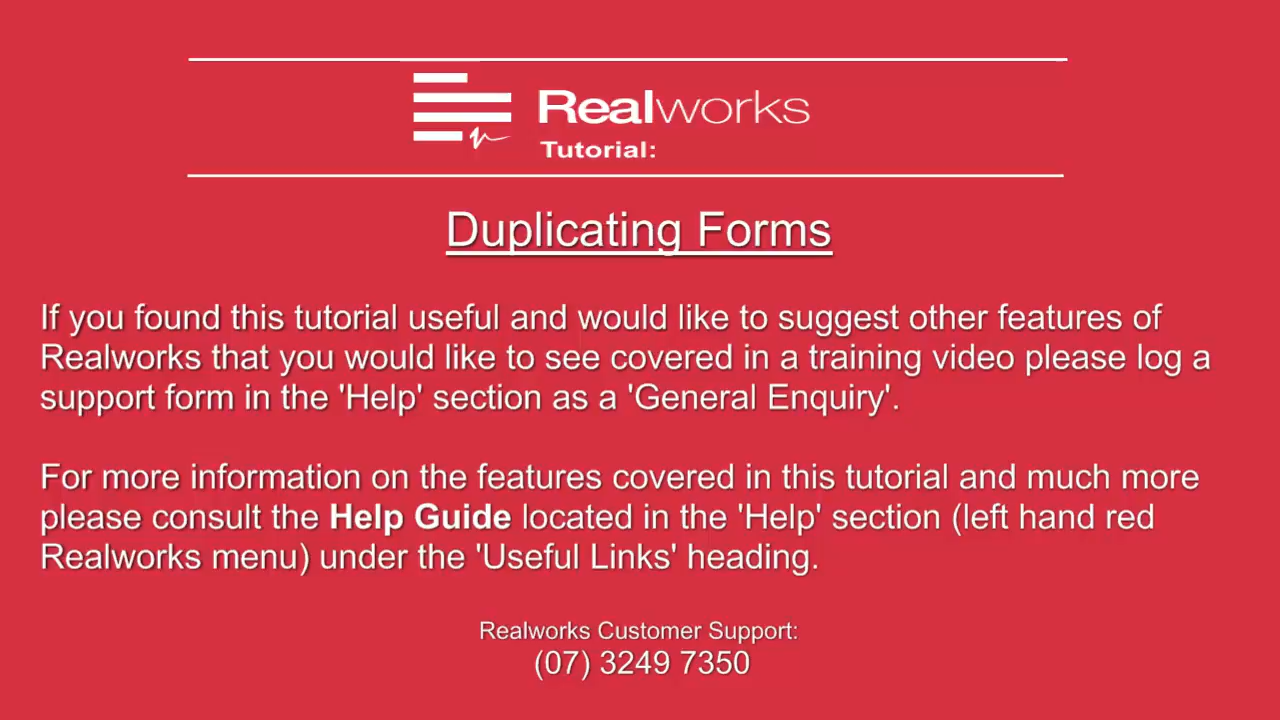 Realworks
Tutorial:
Duplicating Forms
If you found this tutorial useful and would like to suggest other features of
Realworks that you would like to see covered in a training video please log a
support form in the 'Help' section as a 'General Enquiry'.
For more information on the features covered in this tutorial and much more
please consult the Help Guide located in the 'Help' section (left hand red
Realworks menu) under the 'Useful Links' heading.
Realworks Customer Support:
(07) 3249 7350